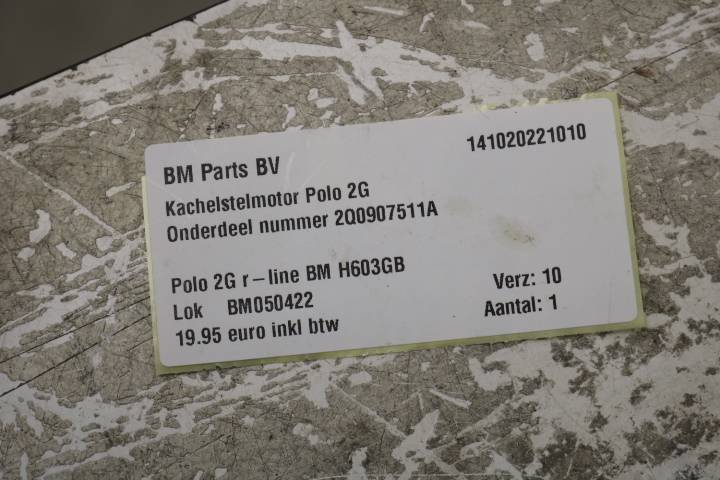 BM Parts BV 141020221010
Kachelstelmotor Polo 2G
Onderdeel nummer 2Q0907511A
Polo 2G r-line BM H603GB
Verz: 10
Lok BM050422
Aantal: 1
19.95 euro inkl btw